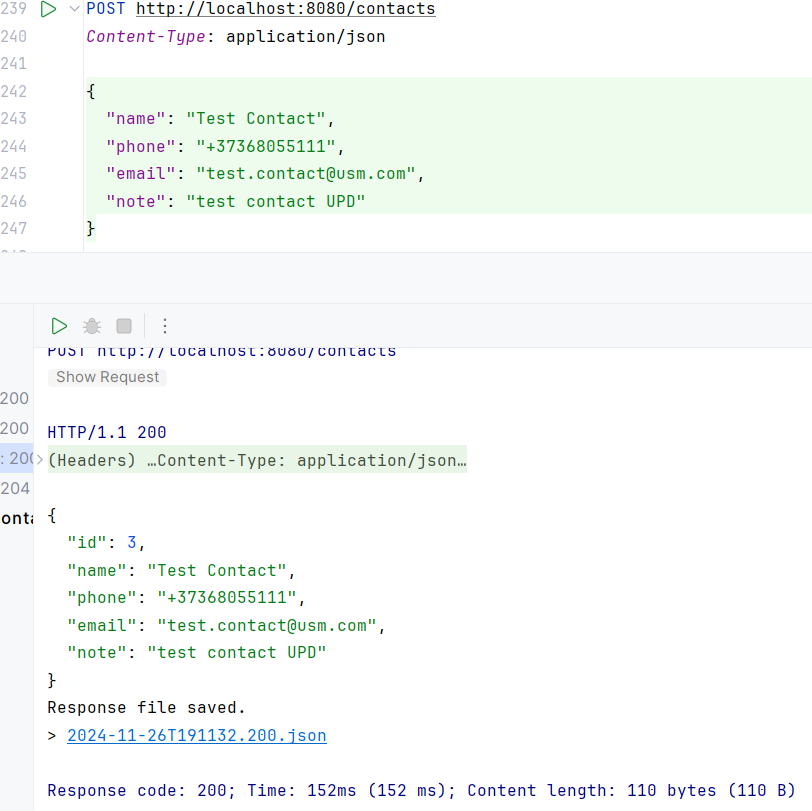 239 POST http://localhost:8080/contacts
240 Content-Type: application/json
241
242 {
243 "name": "Test Contact",
244 "phone": "+37368055111",
245 "email": "test.contact@usm.com",
246 "note": "test contact UPD"
247 }
POST http://localhost:8080/contacts
Show Request
200
200
HTTP/1.1 200
: 200
(Headers) …Content-Type: application/json…
204
onta
{
"id": 3,
"name": "Test Contact",
"phone": "+37368055111",
"email": "test.contact@usm.com",
"note": "test contact UPD"
}
Response file saved.
> 2024-11-26T191132.200.json
Response code: 200; Time: 152ms (152 ms); Content length: 110 bytes (110 B)